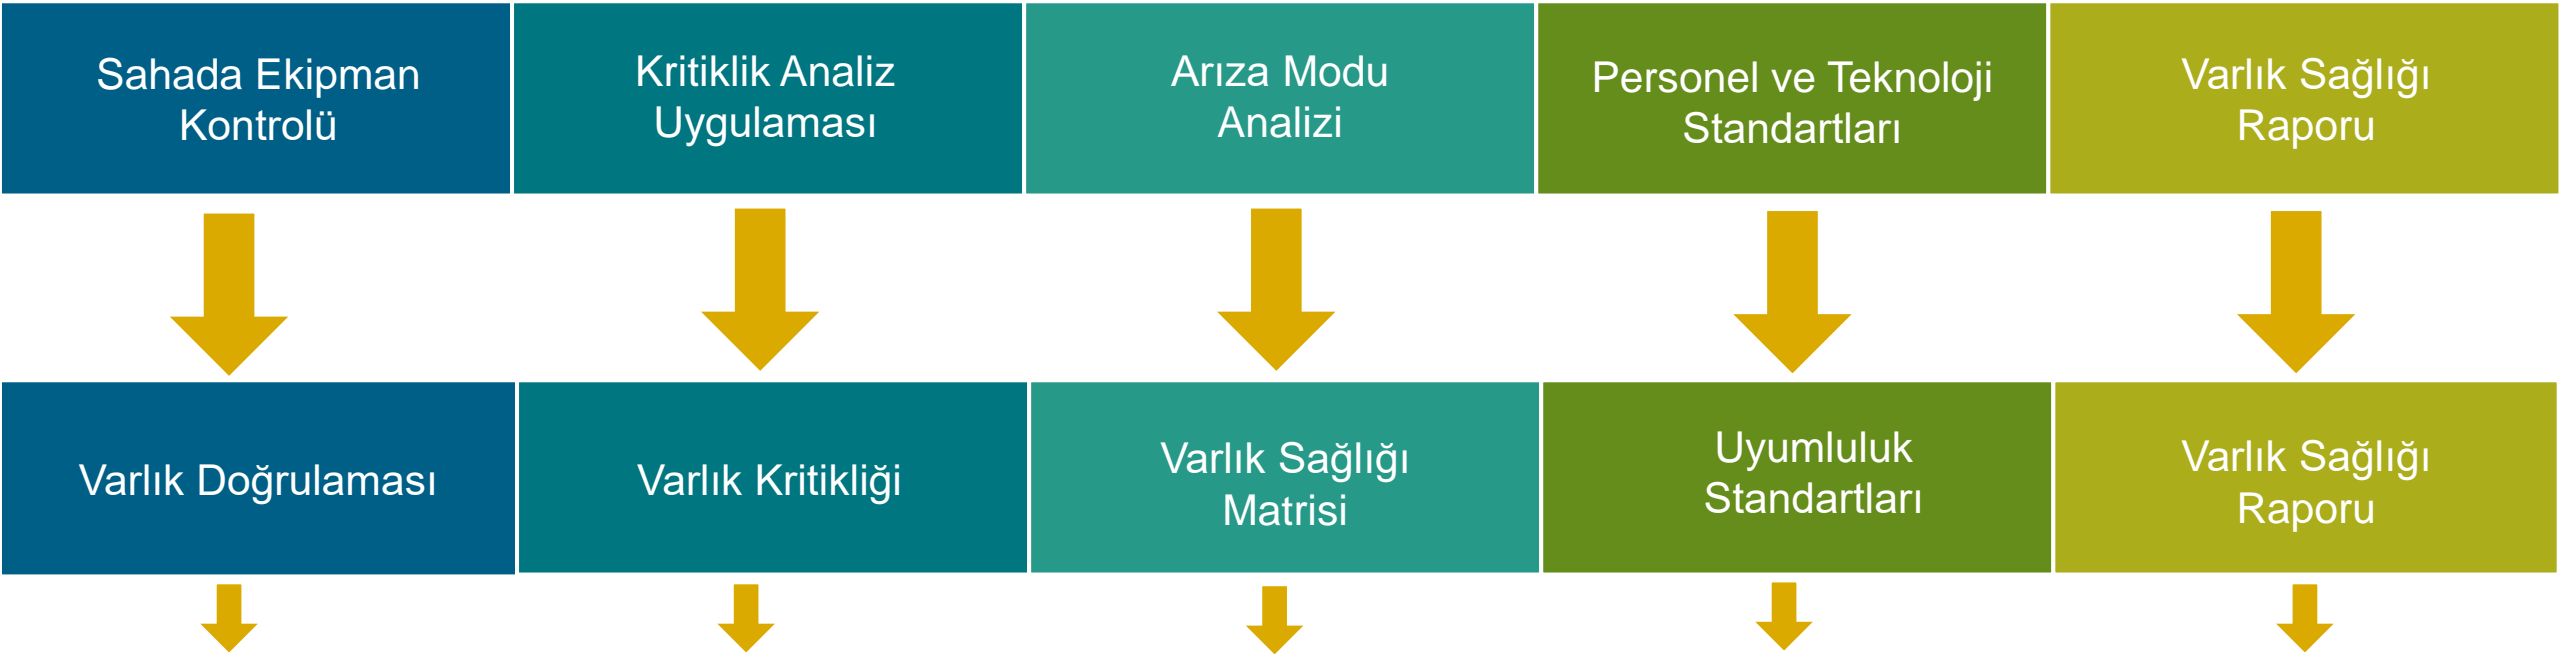 Sahada Ekipman
Kontrolü
Kritiklik Analiz
Uygulaması
Arıza Modu
Analizi
Personel ve Teknoloji
Standartları
Varlık Sağlığı
Raporu
Varlık Doğrulaması
Varlık Kritikliği
Varlık Sağlığı
Matrisi
Uyumluluk
Standartları
Varlık Sağlığı
Raporu